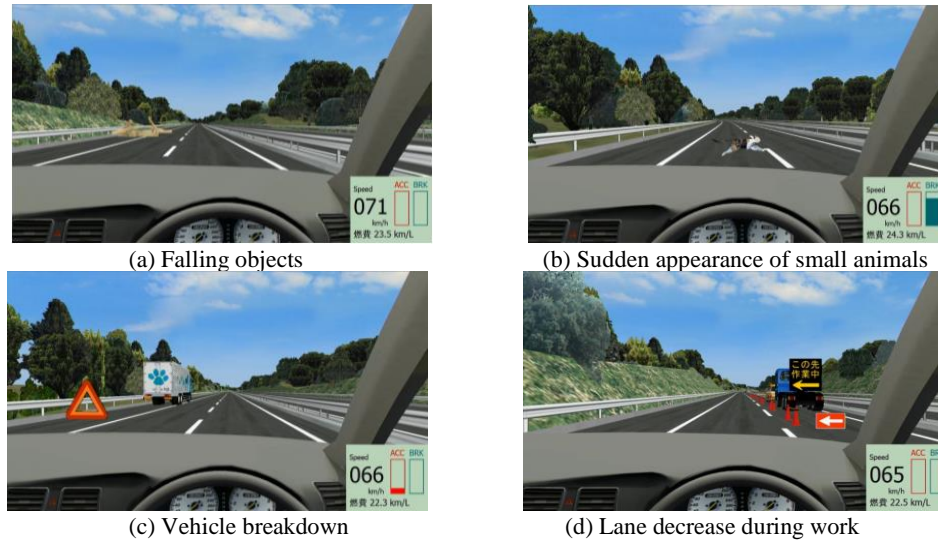 Speed ACC BRK
071
km/h
燃費 23.5 km/L
(a) Falling objects
Speed ACC BRK
066
km/h
燃費 24.3 km/L
(b) Sudden appearance of small animals
Speed ACC BRK
066
km/h
燃費 22.3 km/L
(c) Vehicle breakdown
この先
作業中
Speed ACC BRK
065
km/h
燃費 22.5 km/L
(d) Lane decrease during work